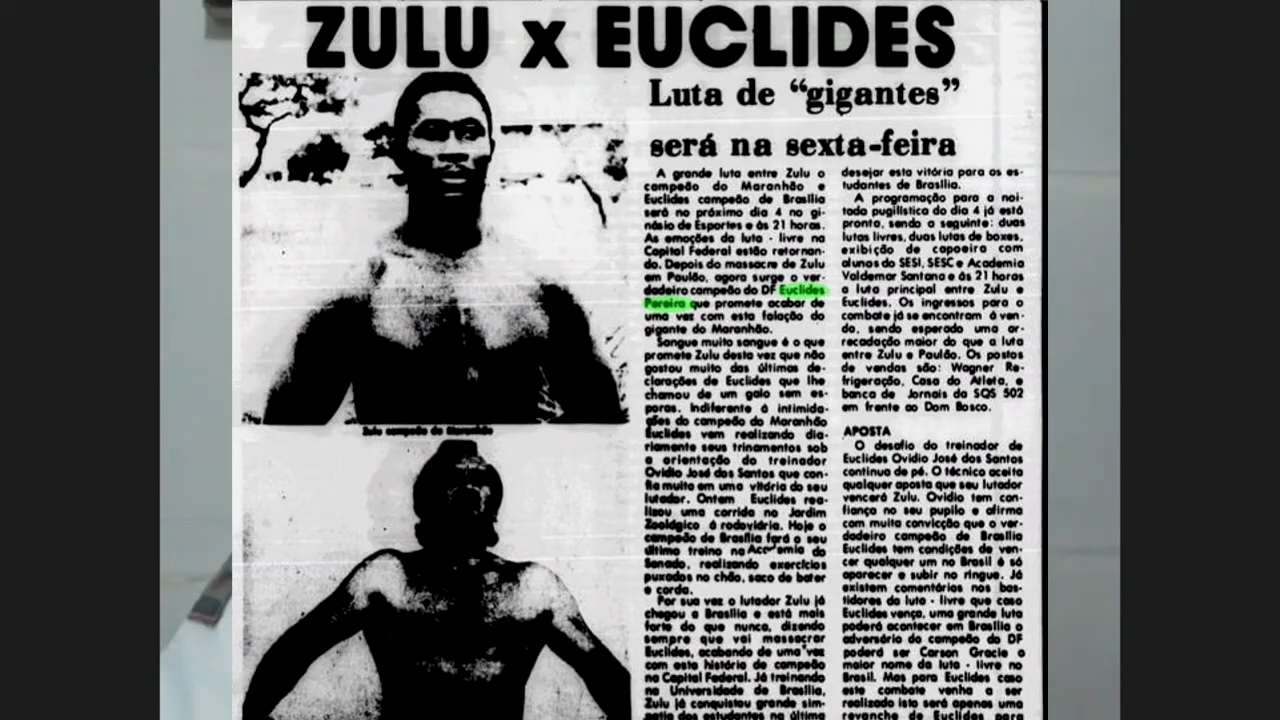 ZULU x EUCLIDES
Luta de “gigantes”
será na sexta-feira
A grande luta entre Zulu o
campeão do Maranhão e
Euclides campeão de Brasília
será no próximo dia 4 no gi-
násio de Esportes e às 21 horas.
As emoções da luta - livre na
Capital Federal estão retornan-
do. Depois do massacre de Zulu
em Paulão, agora surge o ver-
dadeiro campeão do DF Euclides
Pereira que promete acabar de
uma vez com esta falação do
gigante do Maranhão.
Sangue muito sangue é o que
promete Zulu desta vez que não
gostou muito das últimas de-
clarações de Euclides que lhe
chamou de um galo sem es-
poras. Indiferente à intimida-
ções do campeão do Maranhão
Euclides vem realizando dia-
riamente seus trinamentos sob
a orientação do treinador
Ovídio José dos Santos que con-
fia muito em uma vitória do seu
lutador. Ontem Euclides rea-
lizou uma corrida no Jardim
Zoológico à rodoviária. Hoje o
campeão de Brasília fará o seu
último treino na Academia do
Senado, realizando exercícios
puxados no chão, saco de bater
e corda.
Por sua vez o lutador Zulu já
chegou a Brasília e está mais
forte do que nunca, dizendo
sempre que vai massacrar
Euclides, acabando de uma vez
com esta história de campeão
na Capital Federal. Já treinando
na Universidade de Brasília,
Zulu já conquistou grande sim-
patia dos estudantes na última
desejar esta vitória para os es-
tudantes de Brasília.
A programação para a noi-
tada pugilística do dia 4 já está
pronta, sendo a seguinte: duas
lutas livres, duas lutas de boxes,
exibição de capoeira com
alunos do SESI, SESC e Academia
Valdemar Santana e às 21 horas
a luta principal entre Zulu e
Euclides. Os ingressos para o
combate já se encontram à ven-
da, sendo esperado uma ar-
recadação maior do que a luta
entre Zulu e Paulão. Os postos
de vendas são: Wagner Re-
frigeração, Casa do Atleta, e
banca de Jornais da SQS 502
em frente ao Dom Bosco.
APOSTA
O desafio do treinador de
Euclides Ovidio José dos Santos
continua de pé. O técnico aceita
qualquer aposta que seu lutador
vencerá Zulu. Ovidio tem con-
fiança no seu pupilo e afirma
com muita convicção que o ver-
dadeiro campeão de Brasília
Euclides tem condições de ven-
cer qualquer um no Brasil é só
aparecer e subir no ringue. Já
existem comentários nos bas-
tidores da luta - livre que caso
Euclides vença, uma grande luta
poderá acontecer em Brasília o
adversário do campeão do DF
poderá ser Carson Gracie o
maior nome da luta - livre no
Brasil. Mas para Euclides caso
este combate venha a ser
realizado isto será apenas uma
revanche de Euclides para
Zulu campeão do Maranhão